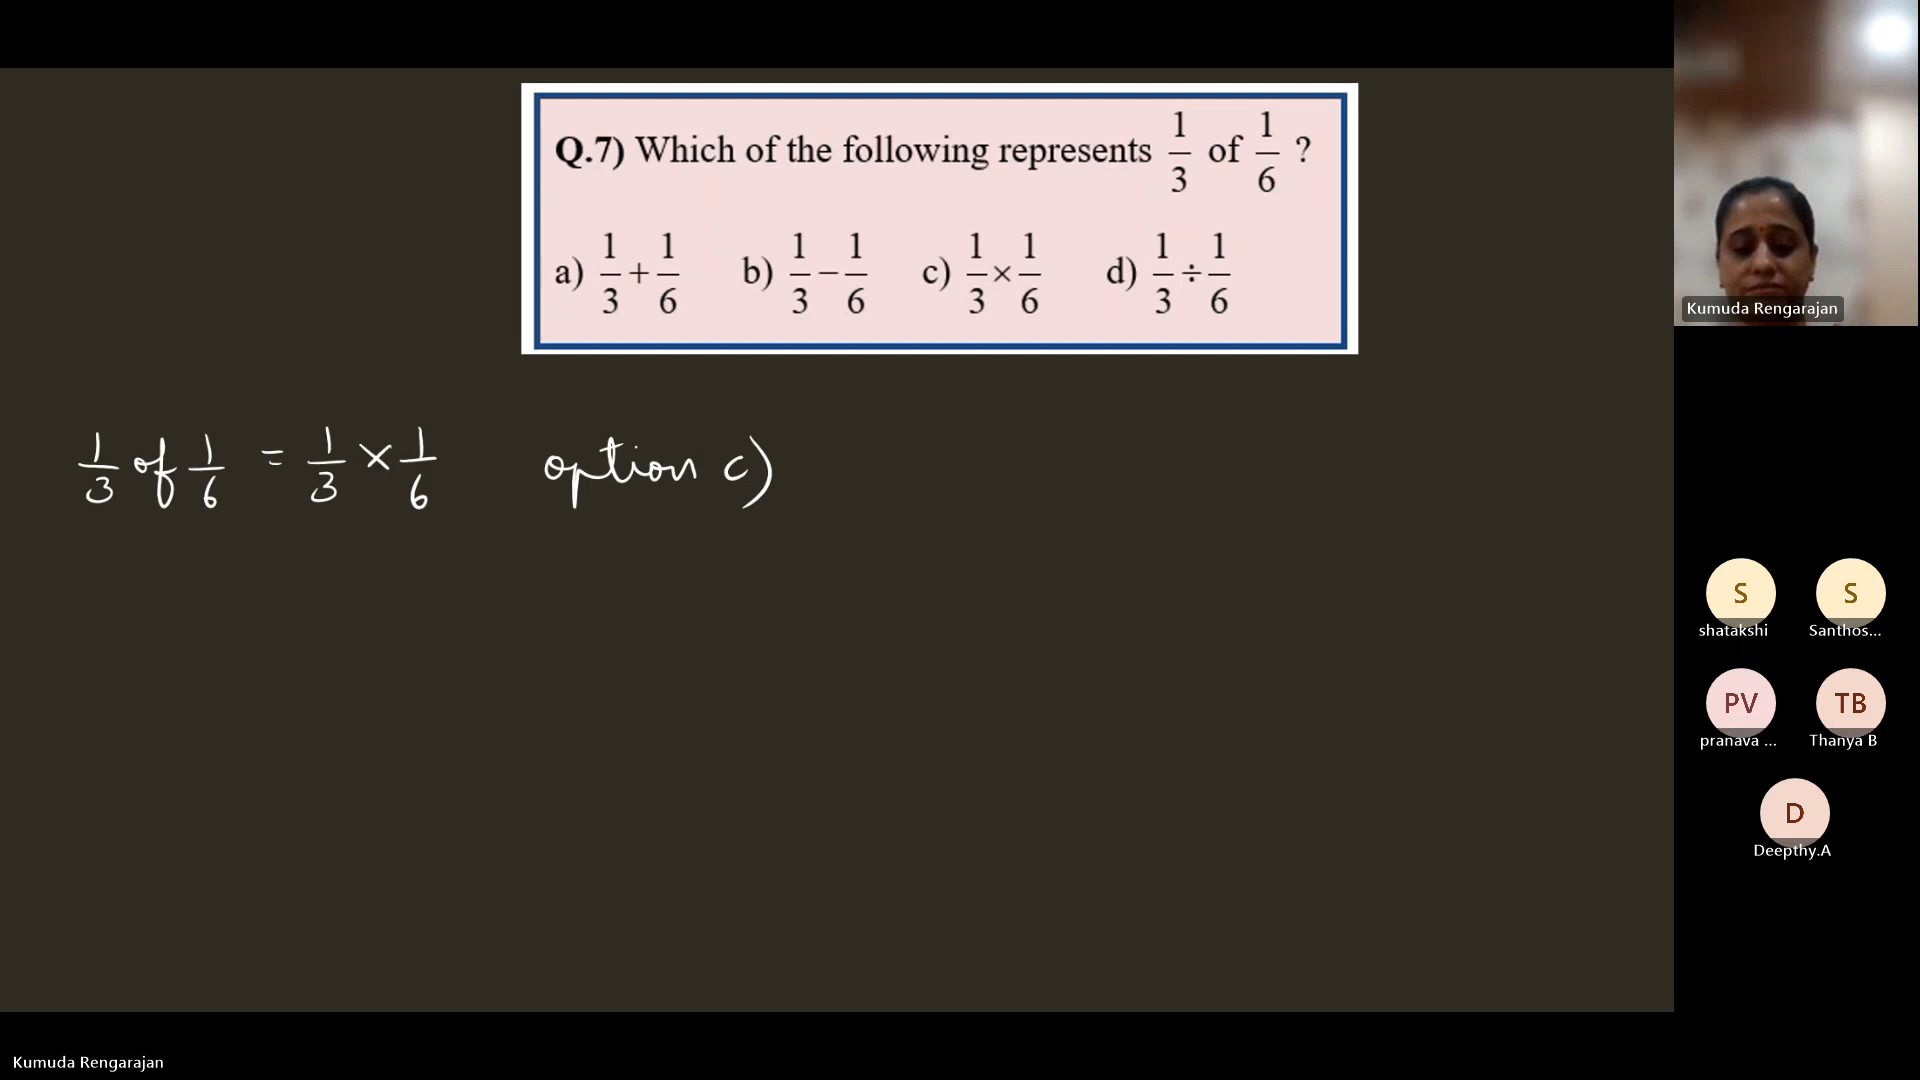 Q.7) Which of the following represents 1/3 of 1/6 ?
a) 1/3 + 1/6 b) 1/3 − 1/6 c) 1/3 × 1/6 d) 1/3 ÷ 1/6
1/3 of 1/6 = 1/3 × 1/6 option c)
Kumuda Rengarajan
S S
shatakshi Santhos...
PV TB
pranava ... Thanya B
D
Deepthy.A
Kumuda Rengarajan